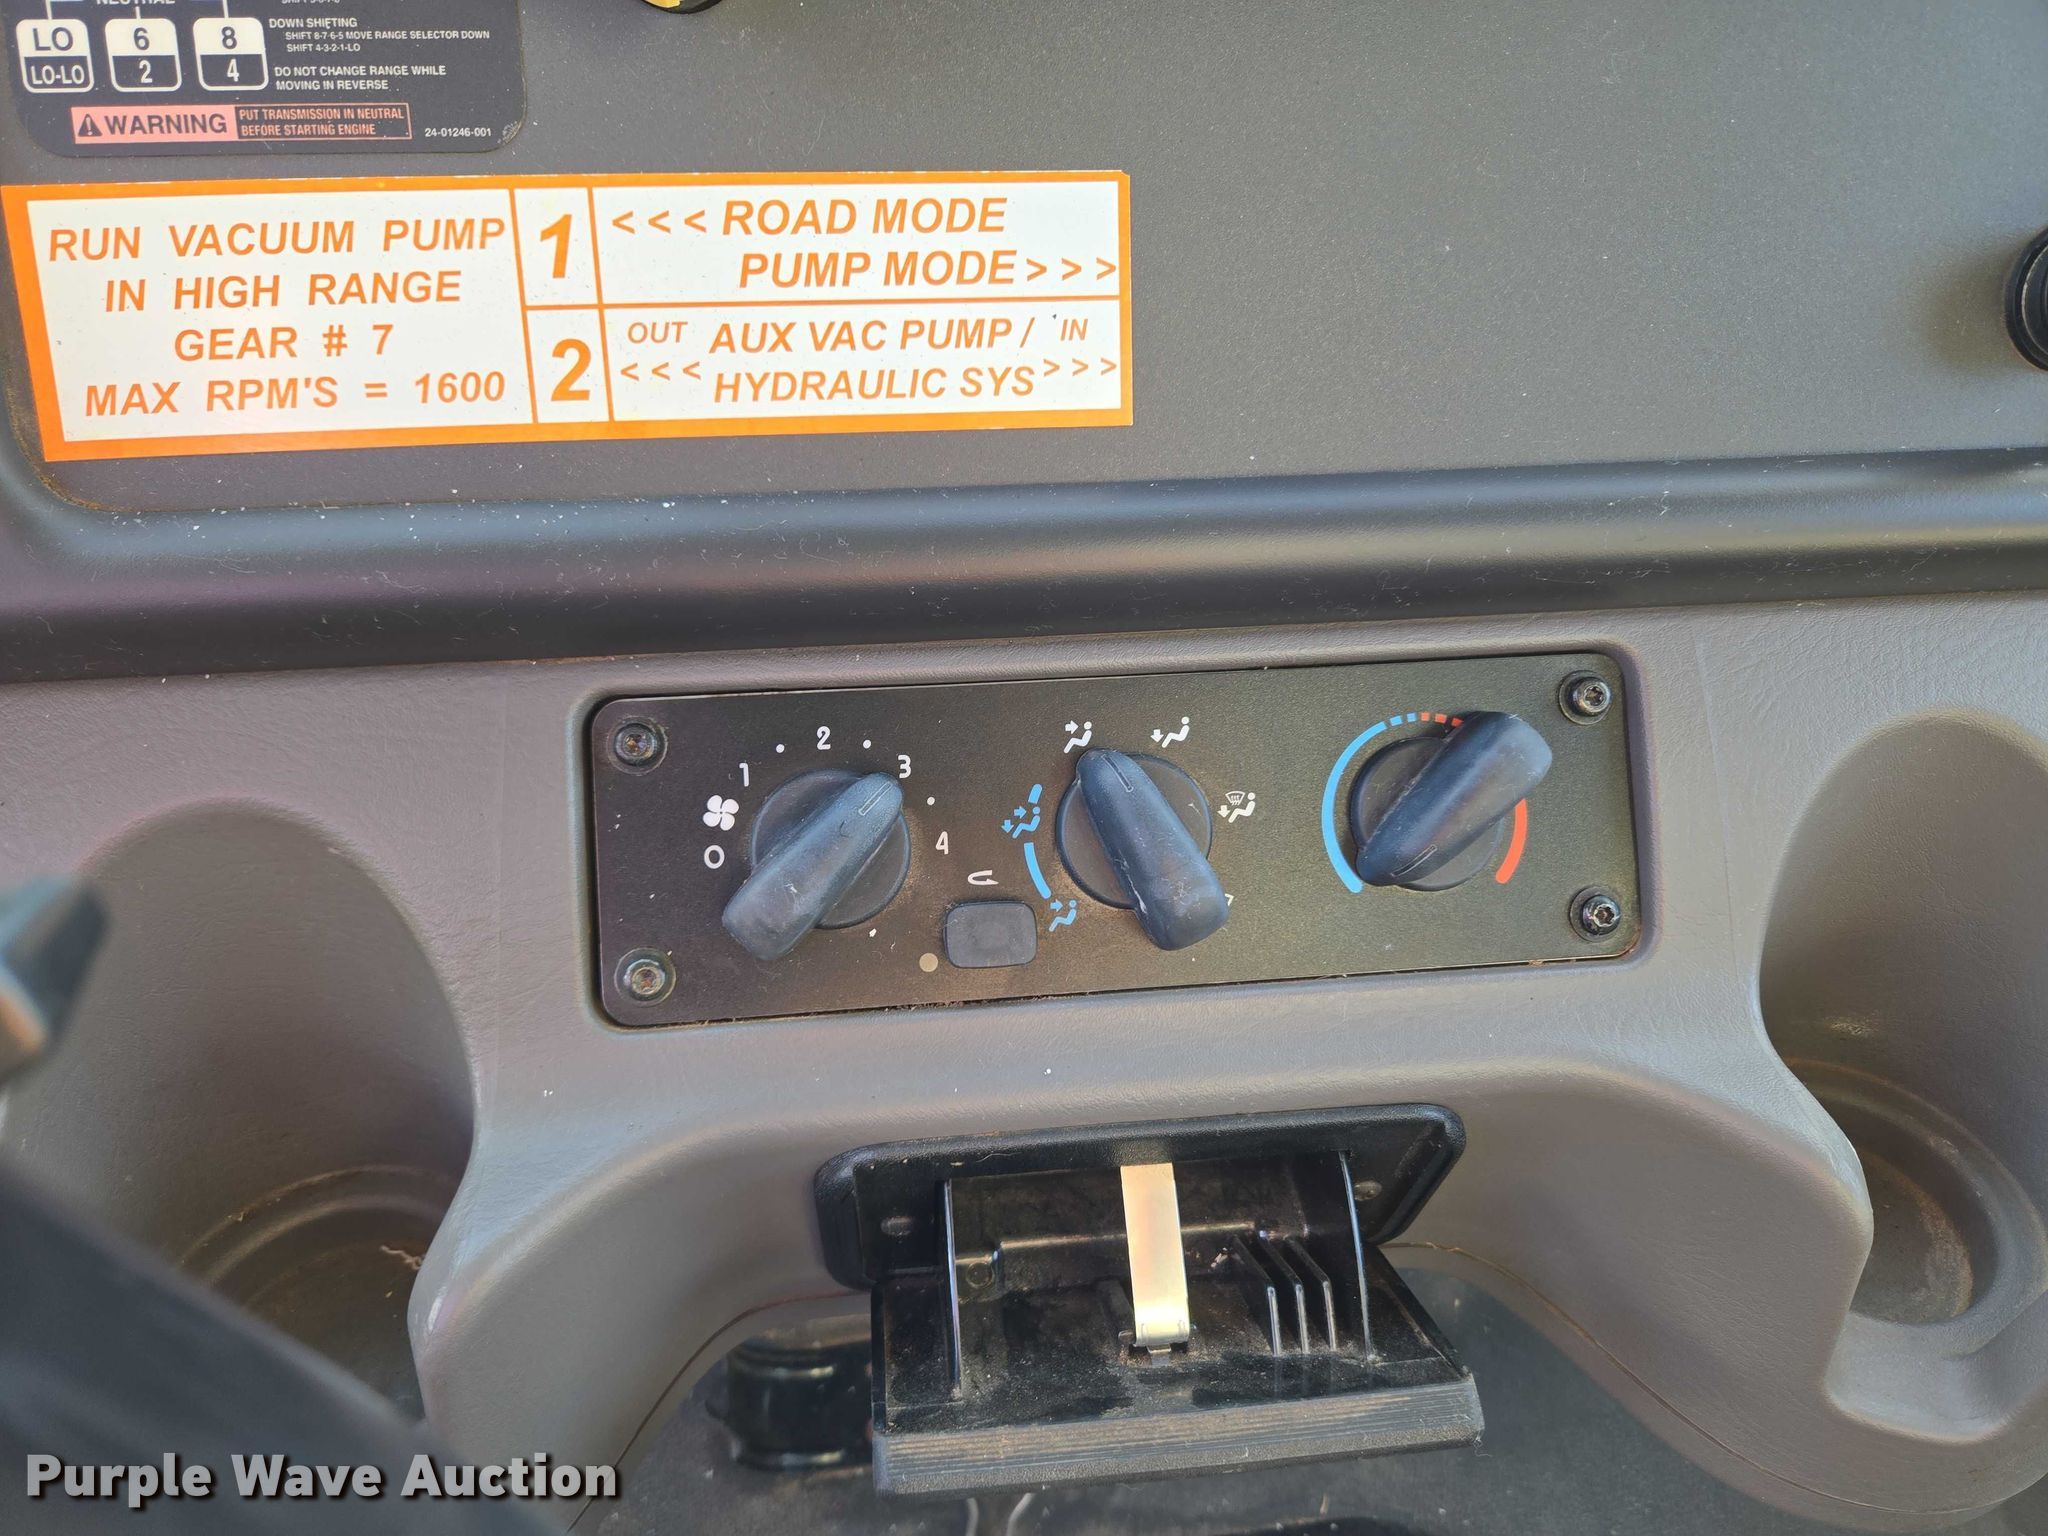 LO
LO-LO
6
2
8
4
DOWN SHIFTING
SHIFT 8-7-6-5 MOVE RANGE SELECTOR DOWN
SHIFT 4-3-2-1-LO
DO NOT CHANGE RANGE WHILE
MOVING IN REVERSE
WARNING
PUT TRANSMISSION IN NEUTRAL
BEFORE STARTING ENGINE
24-01246-001
RUN VACUUM PUMP
IN HIGH RANGE
GEAR # 7
MAX RPM'S = 1600
1
<<< ROAD MODE
PUMP MODE >>>
2
OUT AUX VAC PUMP / IN
<<< HYDRAULIC SYS >>>
0
1
2
3
4
Purple Wave Auction